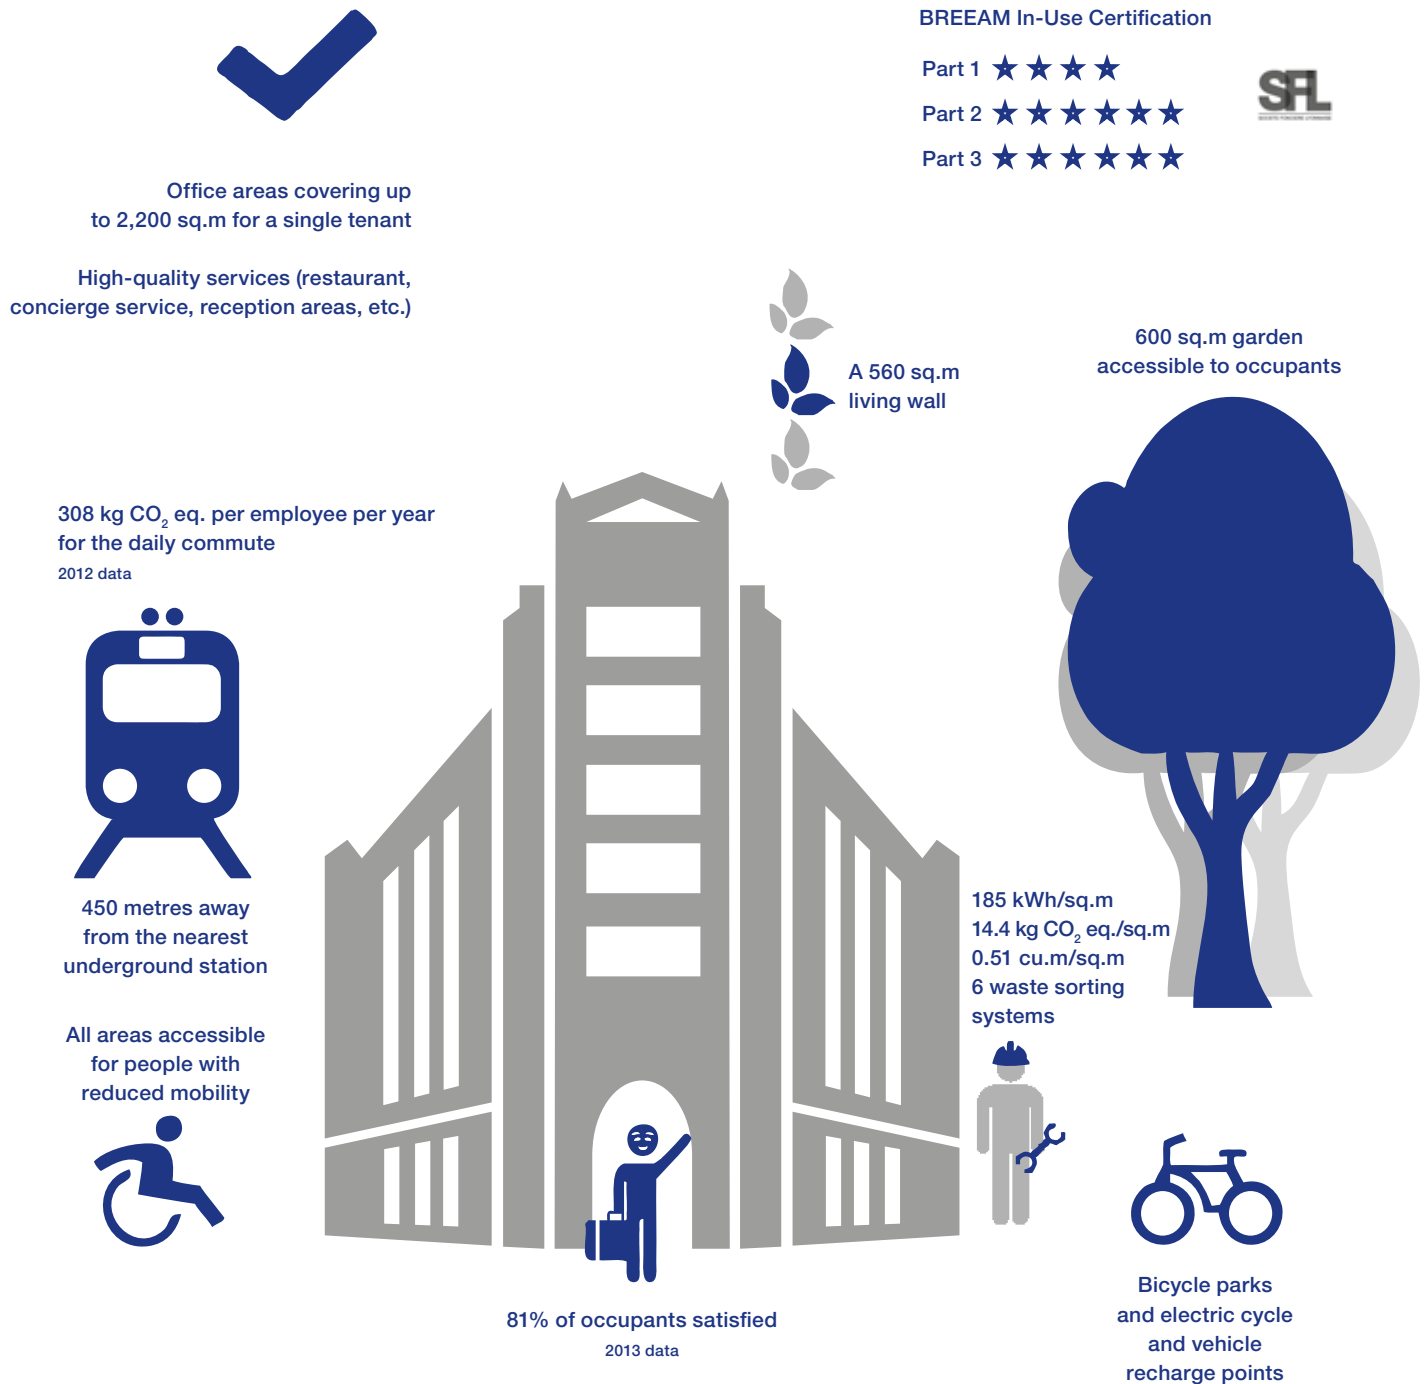 BREEAM In-Use Certification
Part 1
Part 2
Part 3
SFL
Office areas covering up
to 2,200 sq.m for a single tenant
High-quality services (restaurant,
concierge service, reception areas, etc.)
A 560 sq.m
living wall
600 sq.m garden
accessible to occupants
308 kg CO₂ eq. per employee per year
for the daily commute
2012 data
450 metres away
from the nearest
underground station
All areas accessible
for people with
reduced mobility
185 kWh/sq.m
14.4 kg CO₂ eq./sq.m
0.51 cu.m/sq.m
6 waste sorting
systems
81% of occupants satisfied
2013 data
Bicycle parks
and electric cycle
and vehicle
recharge points